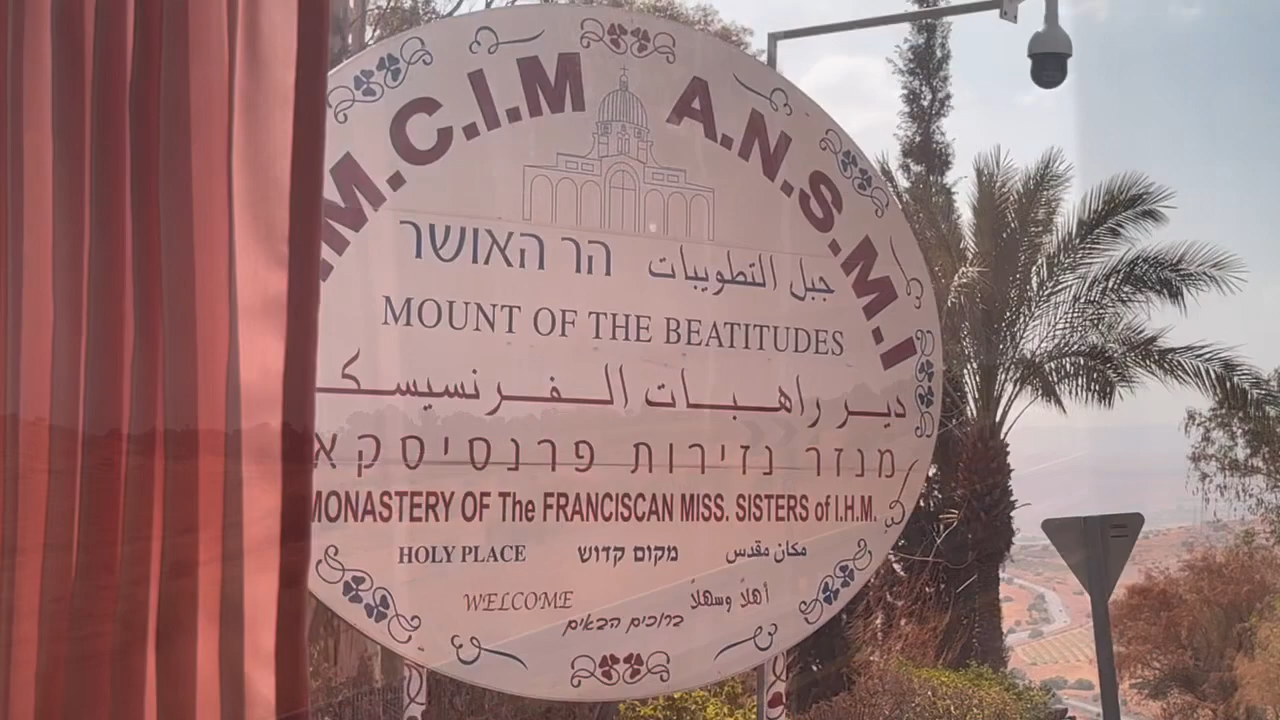 .M.C.I.M A.N.S.M.I
הר האושר جبل التطويبات
MOUNT OF THE BEATITUDES
دير راهبات الفرنسيسك
מנזר נזירות פרנסיסקא
MONASTERY OF The FRANCISCAN MISS. SISTERS of I.H.M.
HOLY PLACE מקום קדוש مكان مقدس
WELCOME أهلاً وسهلاً
ברוכים הבאים